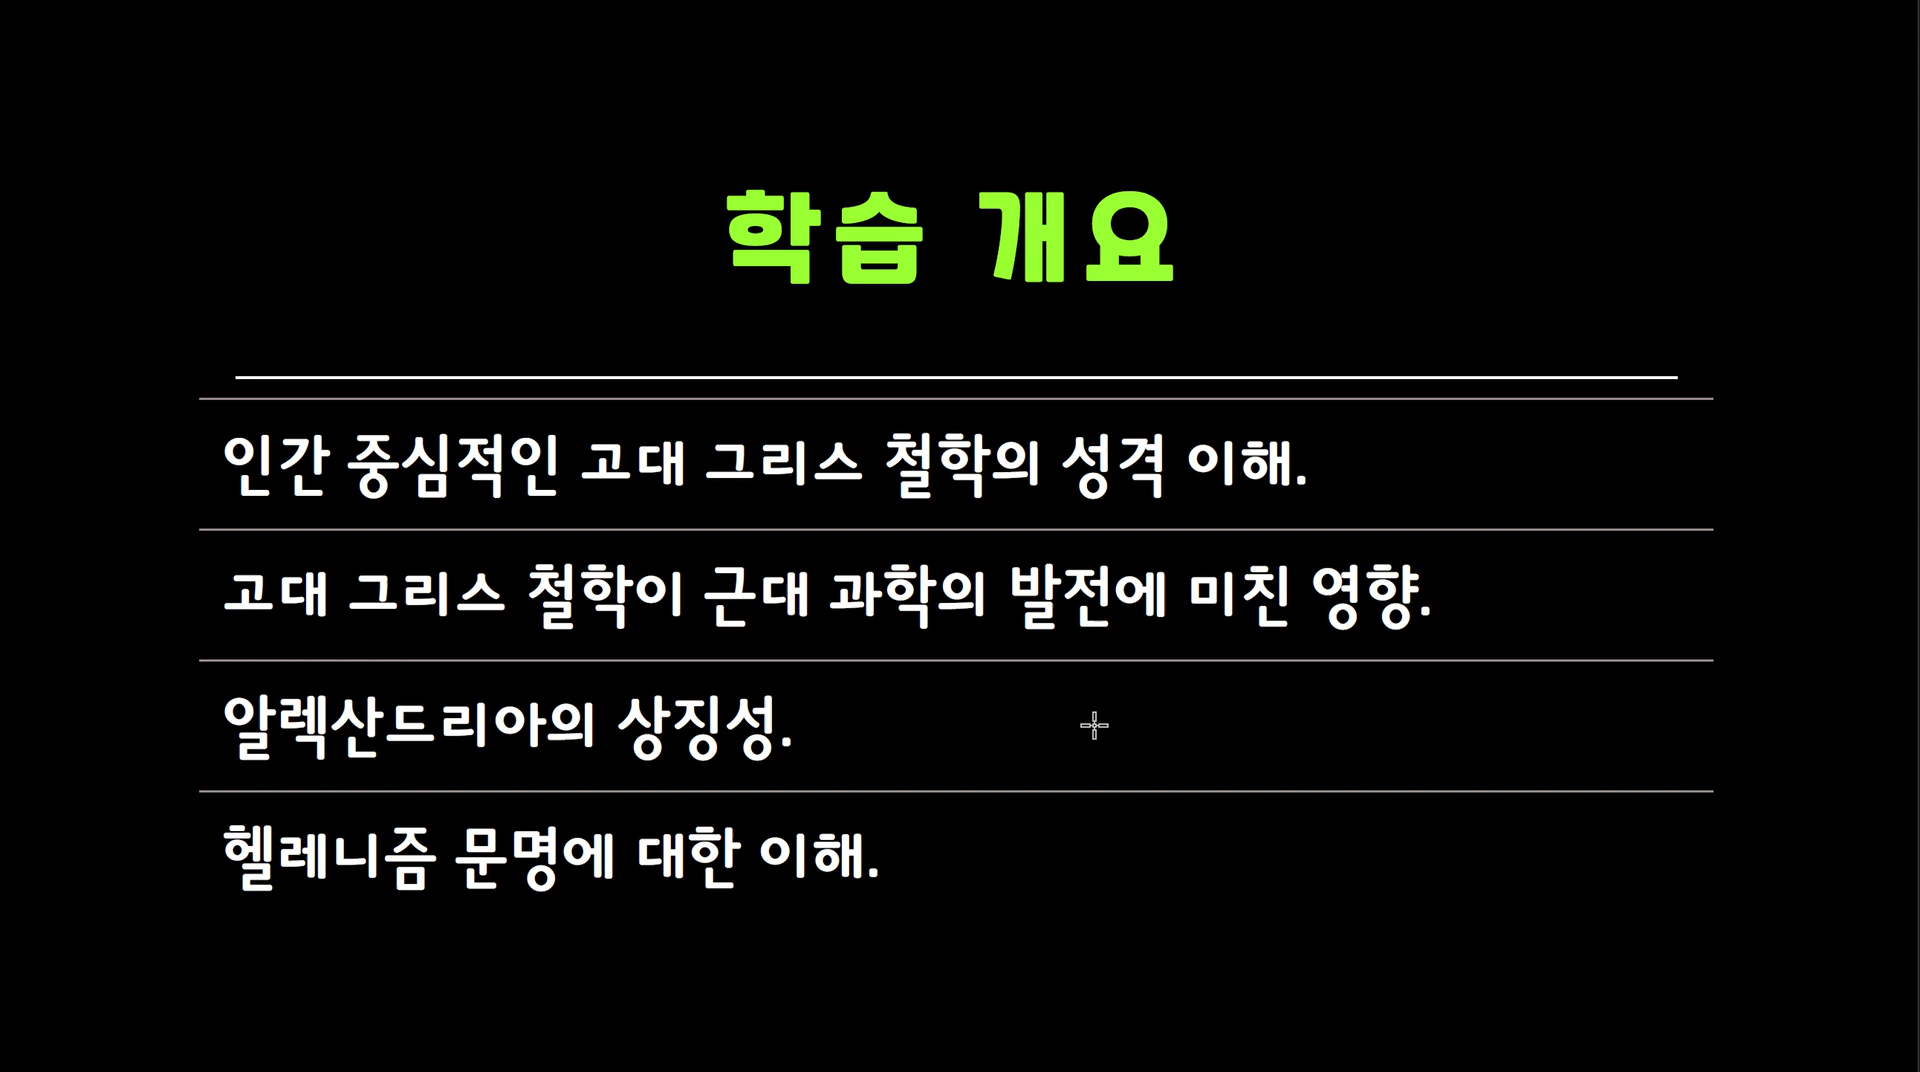 학습 개요
인간 중심적인 고대 그리스 철학의 성격 이해.
고대 그리스 철학이 근대 과학의 발전에 미친 영향.
알렉산드리아의 상징성.
헬레니즘 문명에 대한 이해.